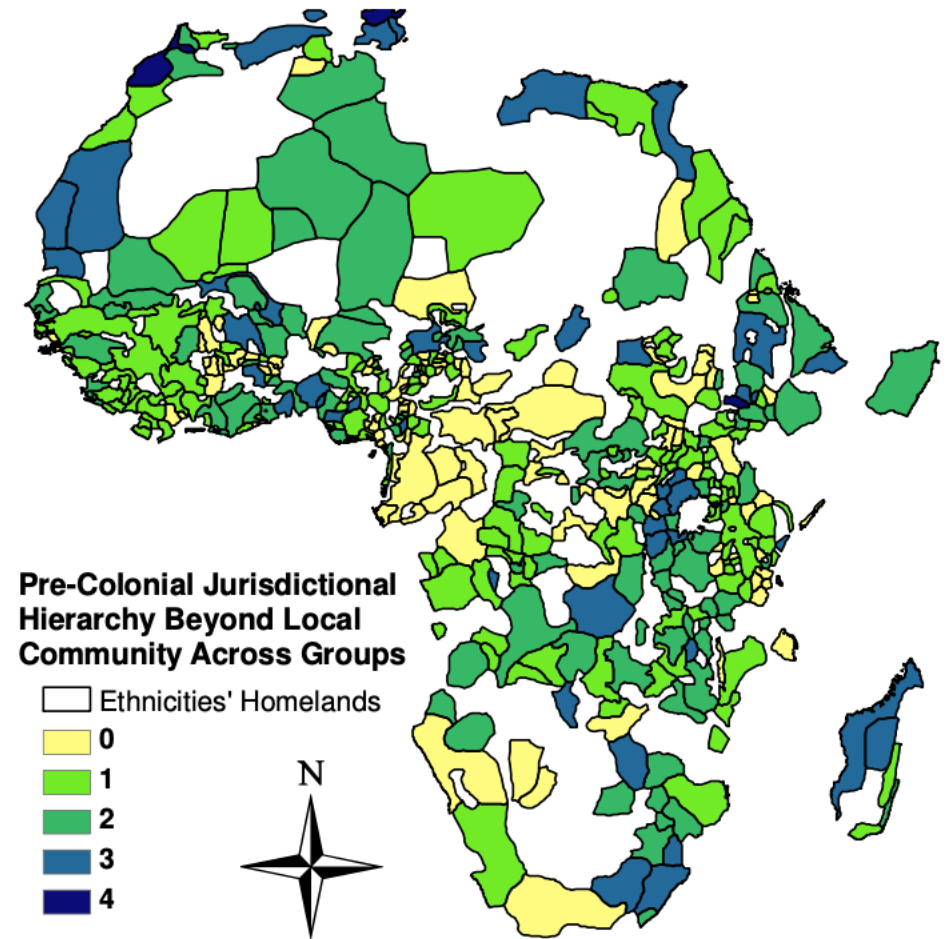 Pre-Colonial Jurisdictional
Hierarchy Beyond Local
Community Across Groups
Ethnicities' Homelands
0
1
2
3
4
N